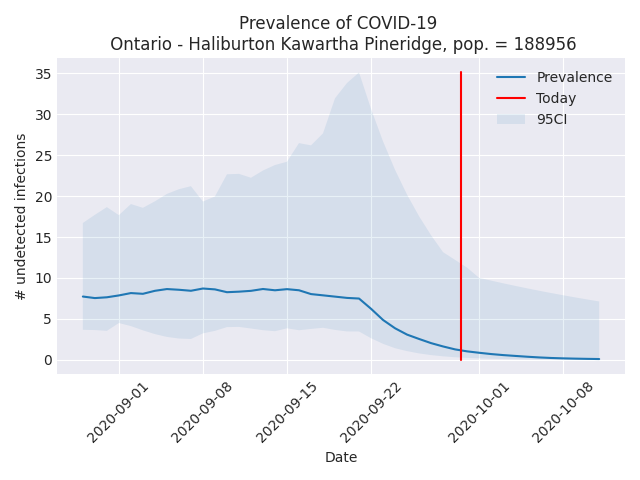 Prevalence of COVID-19
Ontario - Haliburton Kawartha Pineridge, pop. = 188956
# undetected infections
35
30
25
20
15
10
5
0
Prevalence
Today
95CI
2020-09-01
2020-09-08
2020-09-15
2020-09-22
2020-10-01
2020-10-08
Date